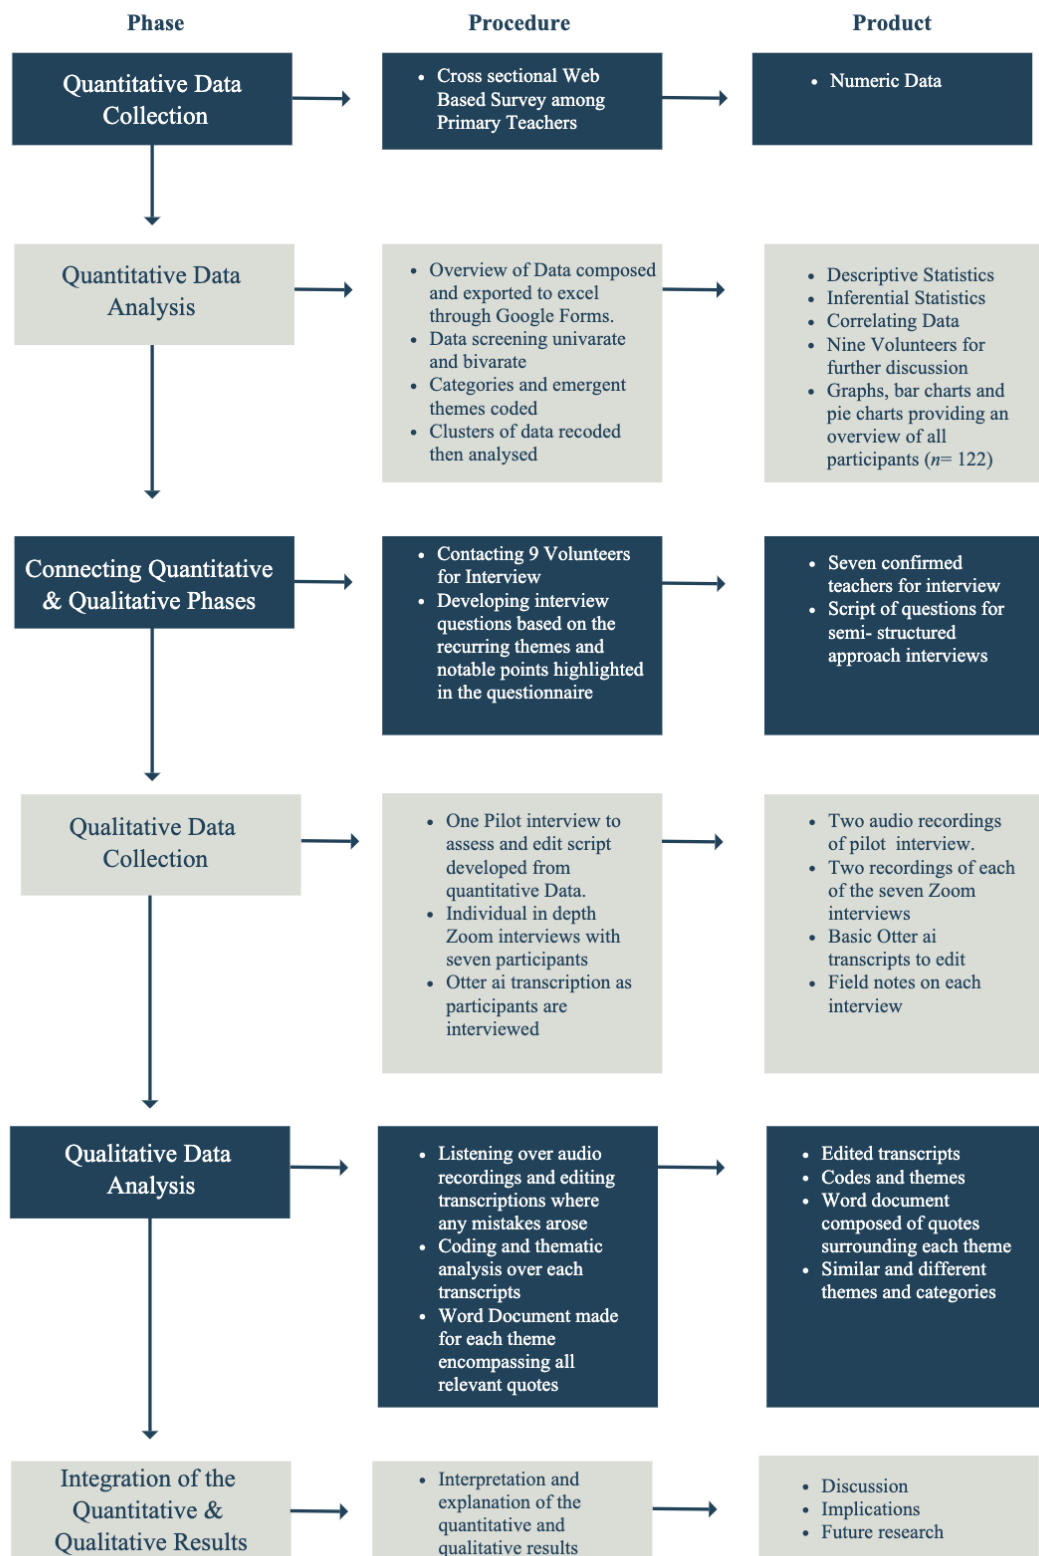 Phase
Procedure
Product
Quantitative Data
Collection
• Cross sectional Web
Based Survey among
Primary Teachers
• Numeric Data
Quantitative Data
Analysis
• Overview of Data composed
and exported to excel
through Google Forms.
• Data screening univarate
and bivarate
• Categories and emergent
themes coded
• Clusters of data recoded
then analysed
• Descriptive Statistics
• Inferential Statistics
• Correlating Data
• Nine Volunteers for
further discussion
• Graphs, bar charts and
pie charts providing an
overview of all
participants (n= 122)
Connecting Quantitative
& Qualitative Phases
• Contacting 9 Volunteers
for Interview
• Developing interview
questions based on the
recurring themes and
notable points highlighted
in the questionnaire
• Seven confirmed
teachers for interview
• Script of questions for
semi- structured
approach interviews
Qualitative Data
Collection
• One Pilot interview to
assess and edit script
developed from
quantitative Data.
• Individual in depth
Zoom interviews with
seven participants
• Otter ai transcription as
participants are
interviewed
• Two audio recordings
of pilot interview.
• Two recordings of each
of the seven Zoom
interviews
• Basic Otter ai
transcripts to edit
• Field notes on each
interview
Qualitative Data
Analysis
• Listening over audio
recordings and editing
transcriptions where
any mistakes arose
• Coding and thematic
analysis over each
transcripts
• Word Document made
for each theme
encompassing all
relevant quotes
• Edited transcripts
• Codes and themes
• Word document
composed of quotes
surrounding each theme
• Similar and different
themes and categories
Integration of the
Quantitative &
Qualitative Results
• Interpretation and
explanation of the
quantitative and
qualitative results
• Discussion
• Implications
• Future research